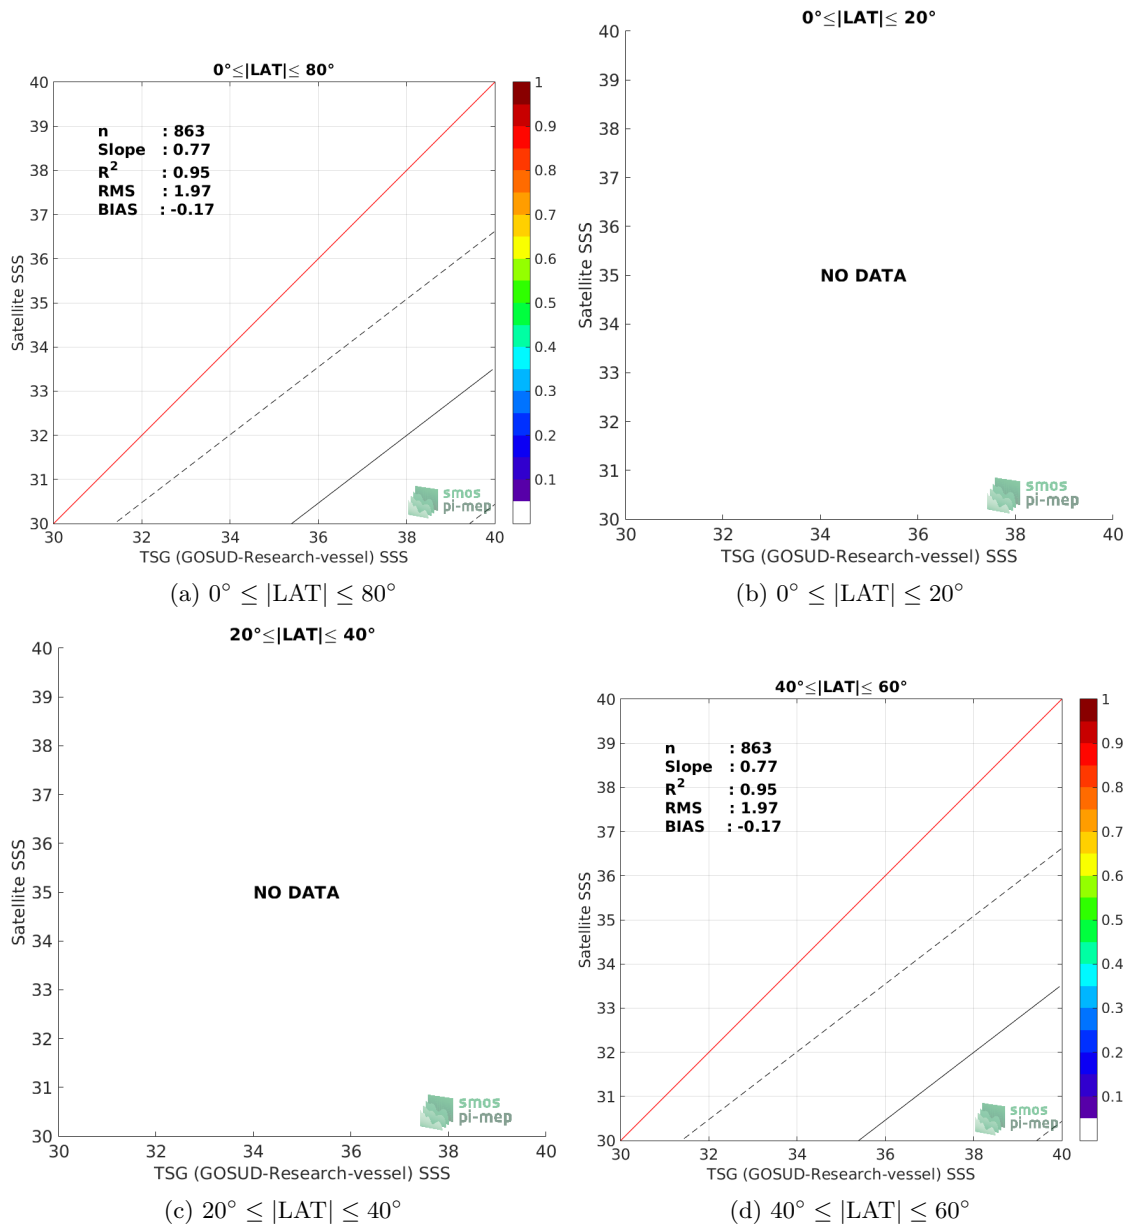 0°≤|LAT|≤ 80°
n : 863
Slope : 0.77
R² : 0.95
RMS : 1.97
BIAS : -0.17
40
39
38
37
36
35
34
33
32
31
30
Satellite SSS
30 32 34 36 38 40
TSG (GOSUD-Research-vessel) SSS
1
0.9
0.8
0.7
0.6
0.5
0.4
0.3
0.2
0.1
smos
pi-mep
(a) 0° ≤ |LAT| ≤ 80°
0°≤|LAT|≤ 20°
40
39
38
37
36
35
34
33
32
31
30
Satellite SSS
NO DATA
30 32 34 36 38 40
TSG (GOSUD-Research-vessel) SSS
smos
pi-mep
(b) 0° ≤ |LAT| ≤ 20°
20°≤|LAT|≤ 40°
40
39
38
37
36
35
34
33
32
31
30
Satellite SSS
NO DATA
30 32 34 36 38 40
TSG (GOSUD-Research-vessel) SSS
smos
pi-mep
(c) 20° ≤ |LAT| ≤ 40°
40°≤|LAT|≤ 60°
n : 863
Slope : 0.77
R² : 0.95
RMS : 1.97
BIAS : -0.17
40
39
38
37
36
35
34
33
32
31
30
Satellite SSS
30 32 34 36 38 40
TSG (GOSUD-Research-vessel) SSS
1
0.9
0.8
0.7
0.6
0.5
0.4
0.3
0.2
0.1
smos
pi-mep
(d) 40° ≤ |LAT| ≤ 60°